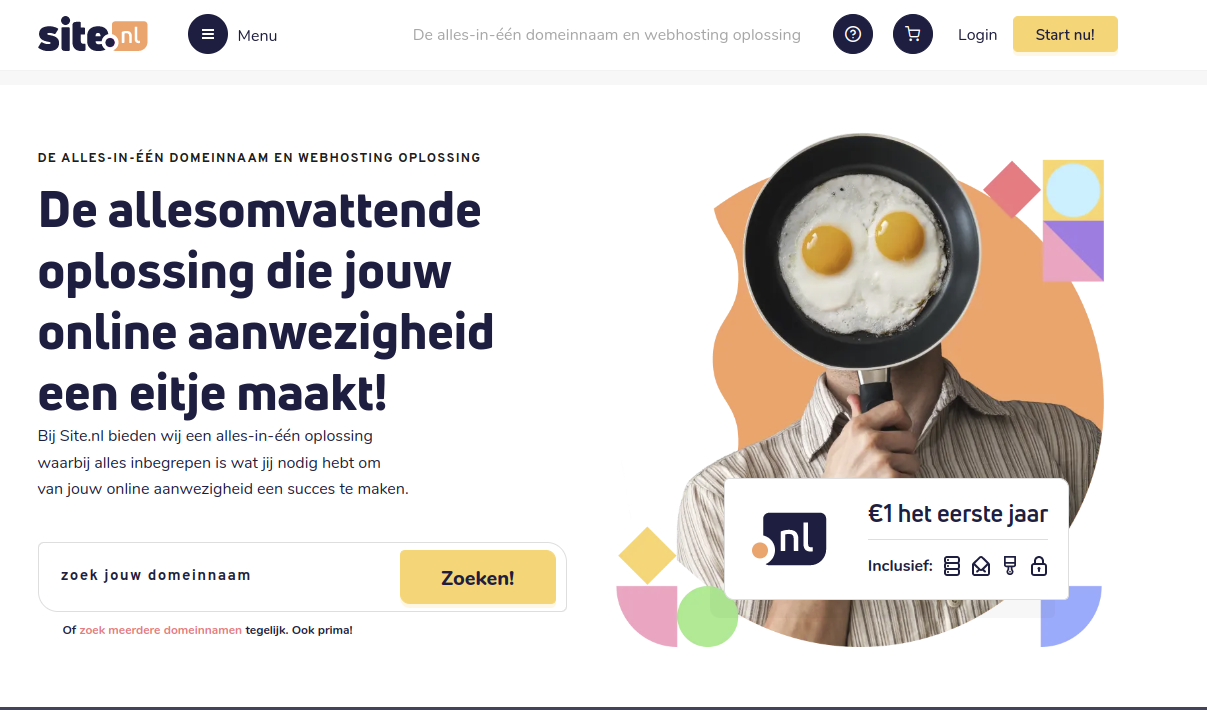 site.nl
Menu
De alles-in-één domeinnaam en webhosting oplossing
Login
Start nu!
DE ALLES-IN-ÉÉN DOMEINNAAM EN WEBHOSTING OPLOSSING
De allesomvattende
oplossing die jouw
online aanwezigheid
een eitje maakt!
Bij Site.nl bieden wij een alles-in-één oplossing
waarbij alles inbegrepen is wat jij nodig hebt om
van jouw online aanwezigheid een succes te maken.
zoek jouw domeinnaam
Zoeken!
Of zoek meerdere domeinnamen tegelijk. Ook prima!
.nl
€1 het eerste jaar
Inclusief: